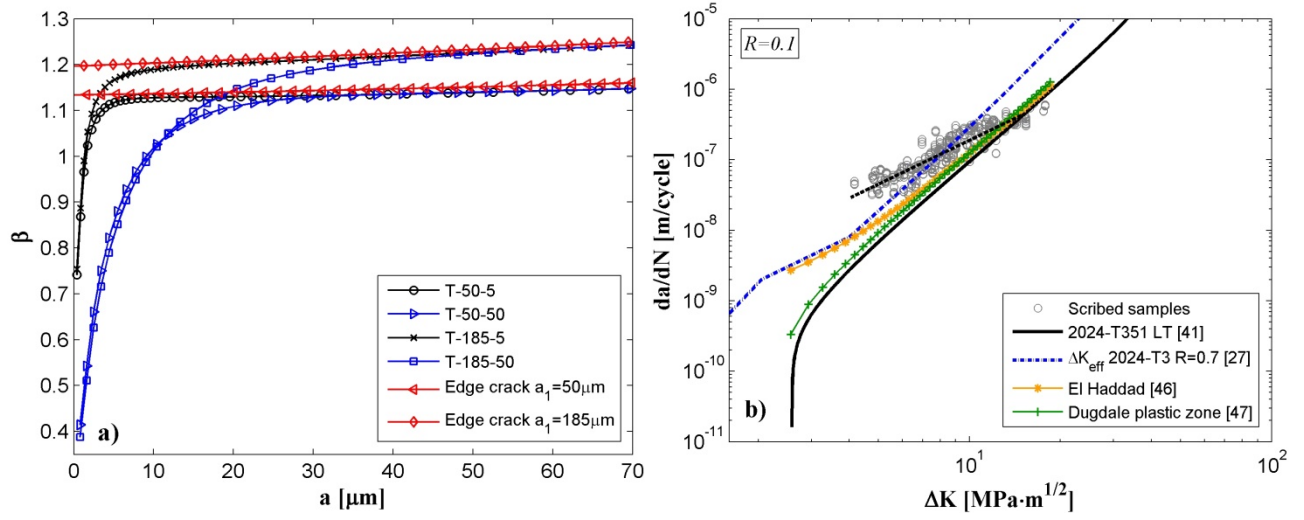 1.3
1.2
1.1
1
0.9
0.8
0.7
0.6
0.5
0.4
β
0
10
20
30
40
50
60
70
a [μm]
a)
T-50-5
T-50-50
T-185-5
T-185-50
Edge crack a₁=50μm
Edge crack a₁=185μm
R=0.1
10⁻⁵
10⁻⁶
10⁻⁷
10⁻⁸
10⁻⁹
10⁻¹⁰
10⁻¹¹
da/dN [m/cycle]
10¹
10²
ΔK [MPa·m¹/²]
b)
Scribed samples
2024-T351 LT [41]
ΔKeff 2024-T3 R=0.7 [27]
El Haddad [46]
Dugdale plastic zone [47]